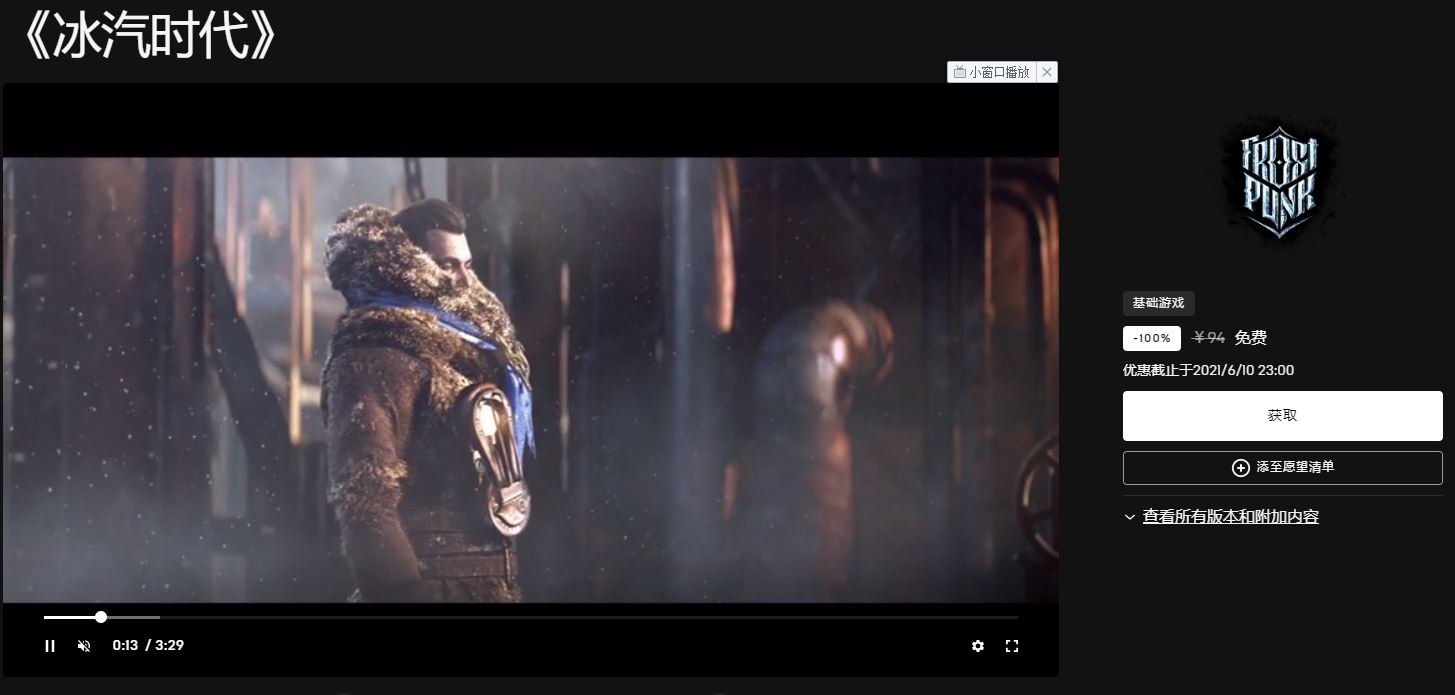 《冰汽时代》
小窗口播放
FROST
PUNK
基础游戏
-100% ¥94 免费
优惠截止于2021/6/10 23:00
获取
添至愿望清单
查看所有版本和附加内容
0:13 / 3:29